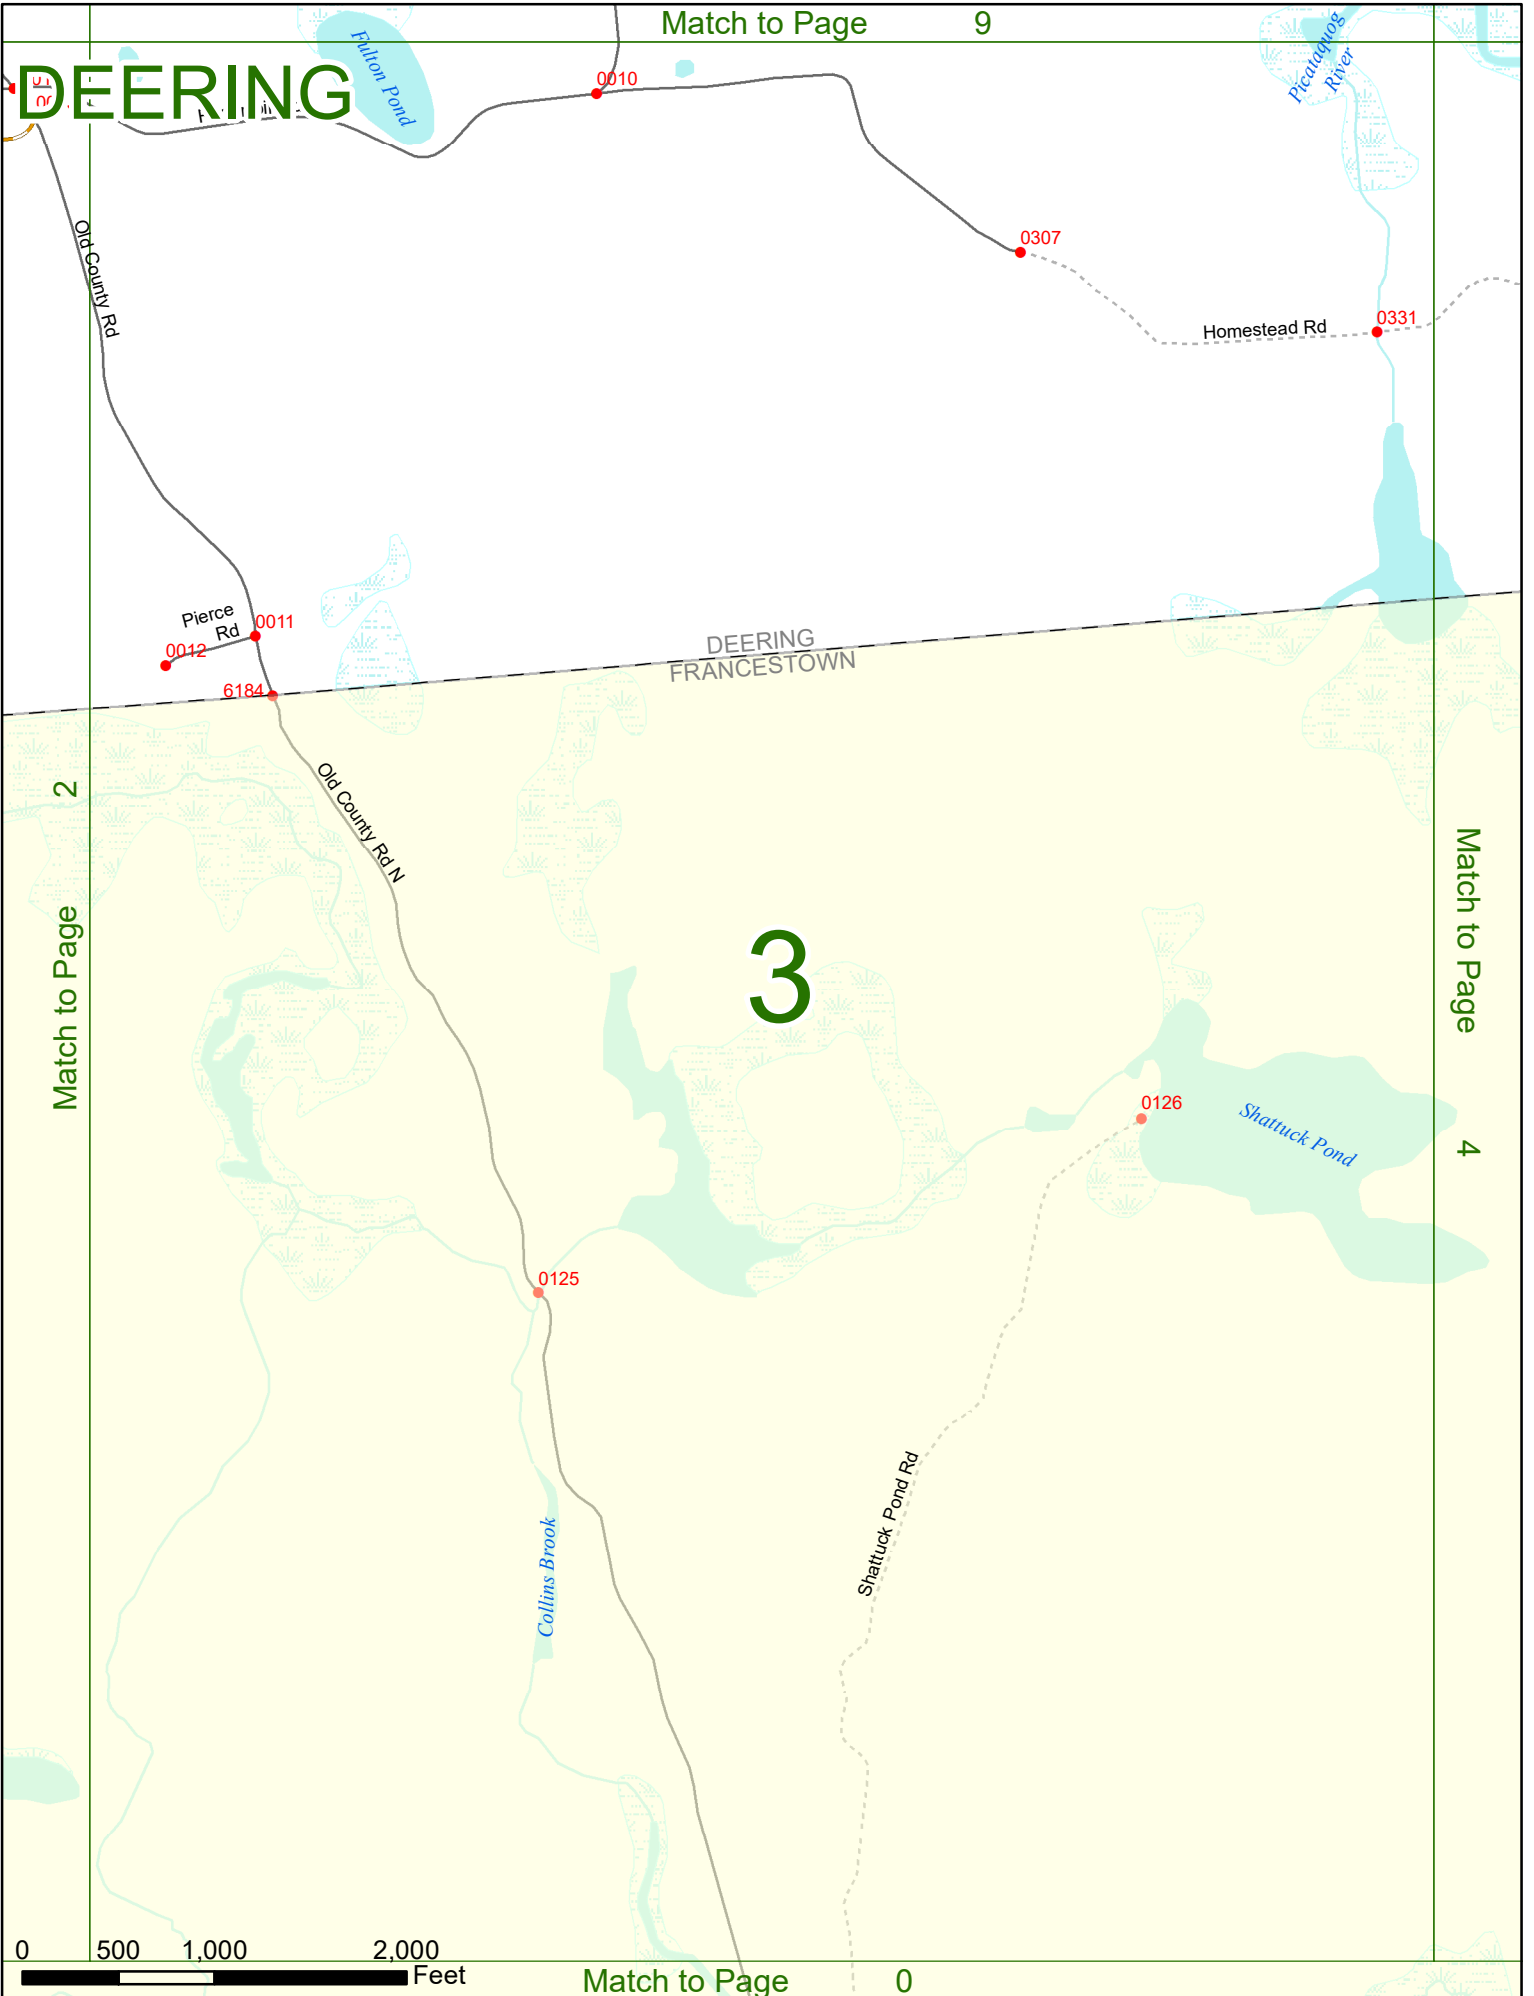 Match to Page 9
DEERING
Fulton Pond
0010
Picataquog
River
Old County Rd
0307
Homestead Rd
0331
Pierce
Rd
0011
0012
6184
DEERING
FRANCESTOWN
Old County Rd N
Match to Page 2
3
Match to Page 4
0126
Shattuck Pond
0125
Shattuck Pond Rd
Collins Brook
0 500 1,000 2,000
Feet
Match to Page 0